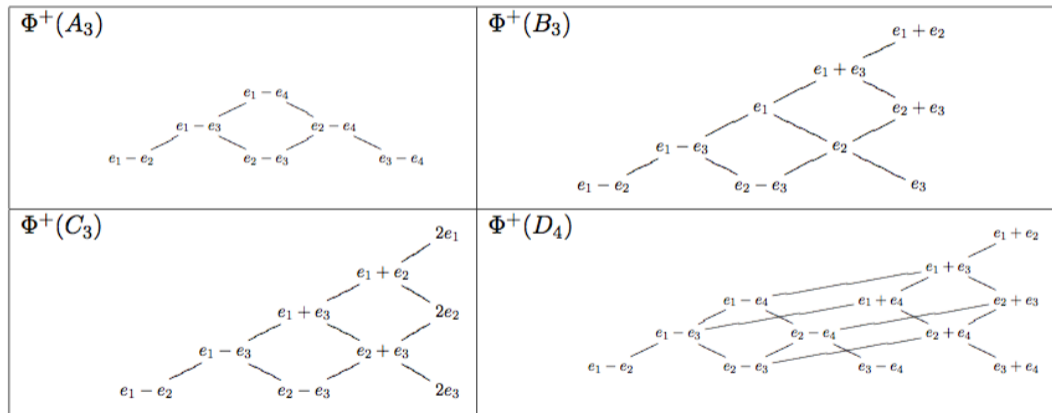 Φ⁺(A₃)
e₁ − e₄
e₁ − e₃ e₂ − e₄
e₁ − e₂ e₂ − e₃ e₃ − e₄
Φ⁺(B₃)
e₁ + e₂
e₁ + e₃
e₁ e₂ + e₃
e₁ − e₃ e₂
e₁ − e₂ e₂ − e₃ e₃
Φ⁺(C₃)
2e₁
e₁ + e₂
e₁ + e₃ 2e₂
e₁ − e₃ e₂ + e₃
e₁ − e₂ e₂ − e₃ 2e₃
Φ⁺(D₄)
e₁ + e₂
e₁ + e₃
e₁ − e₄ e₁ + e₄ e₂ + e₃
e₁ − e₃ e₂ − e₄ e₂ + e₄
e₁ − e₂ e₂ − e₃ e₃ − e₄ e₃ + e₄